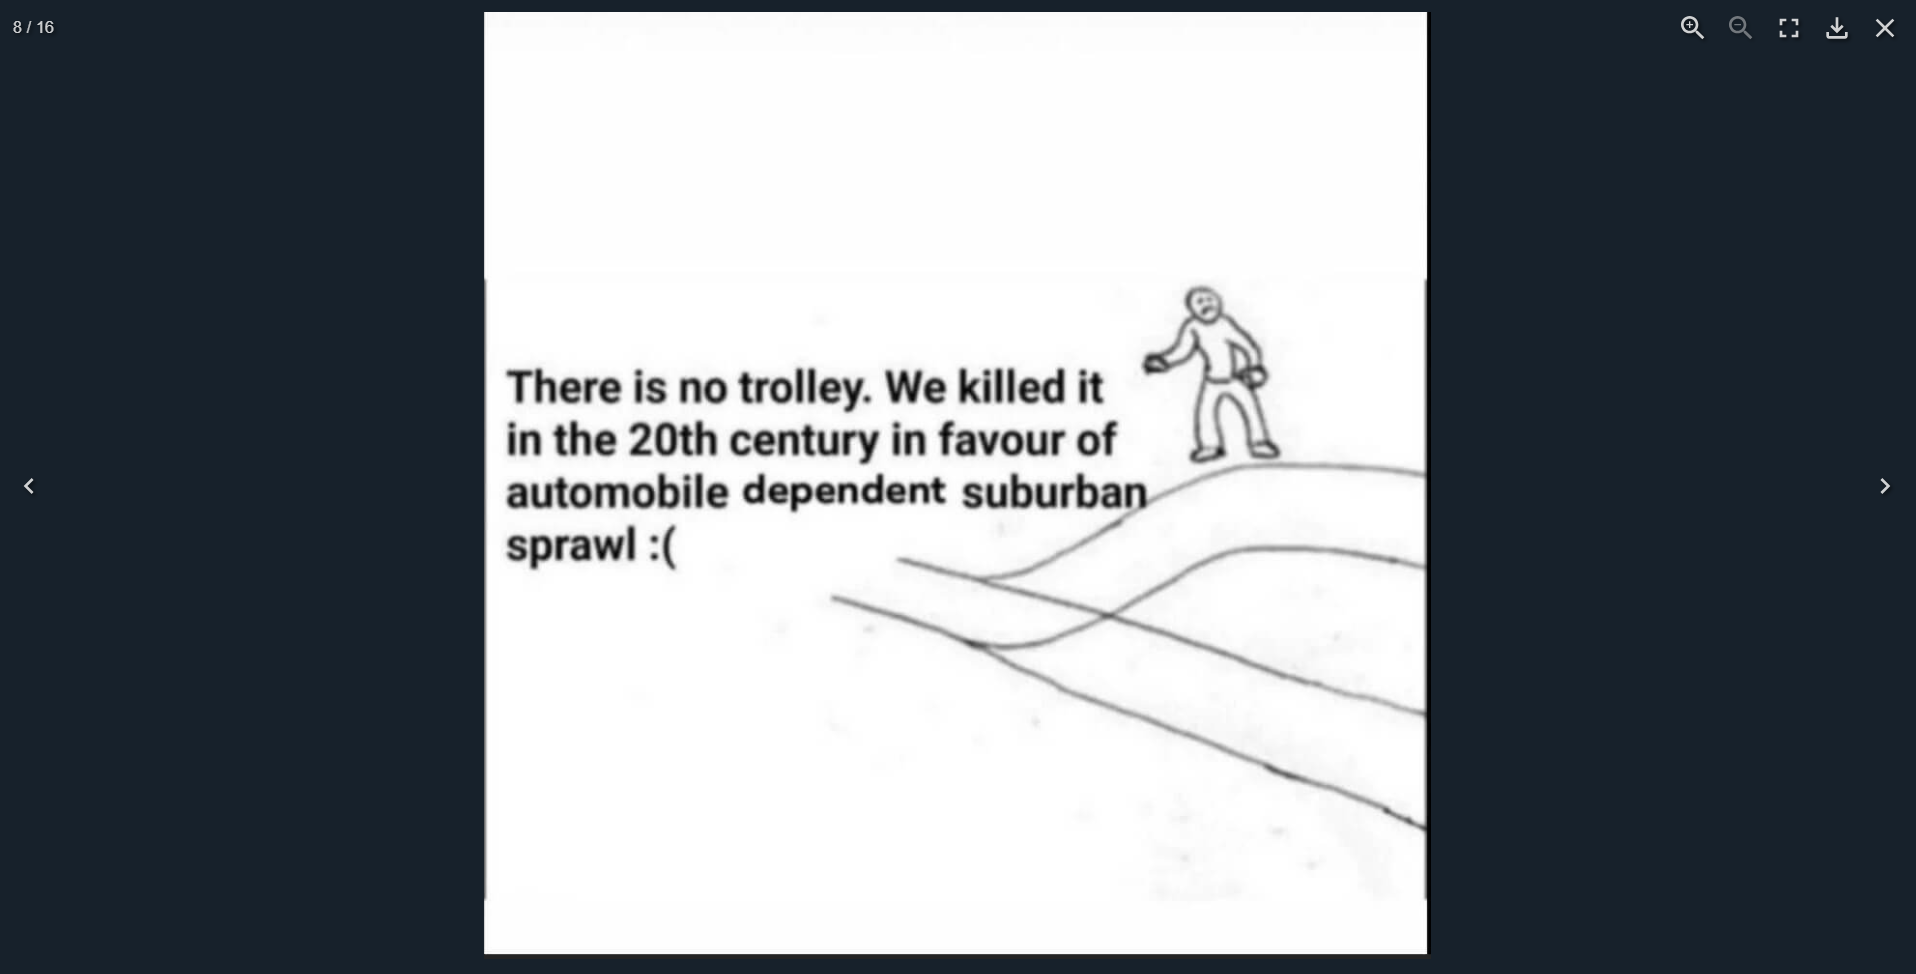 8 / 16
There is no trolley. We killed it
in the 20th century in favour of
automobile dependent suburban
sprawl :(